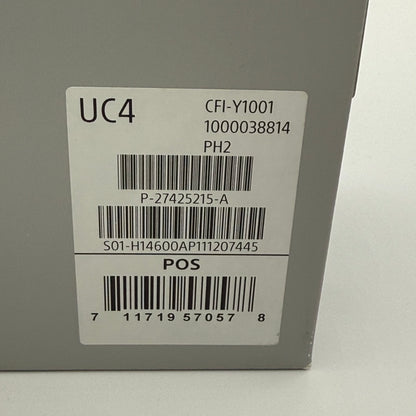 UC4
CFI-Y1001
1000038814
PH2
P-27425215-A
S01-H14600AP111207445
POS
7 11719 57057 8